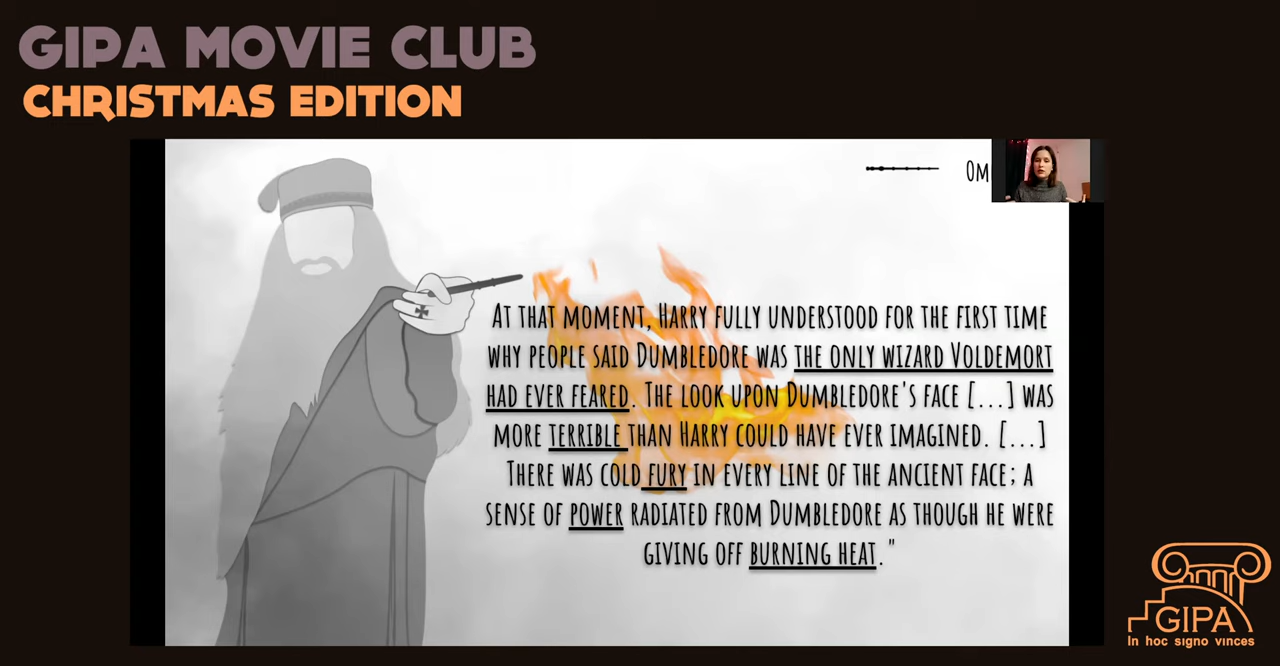 GIPA MOVIE CLUB
CHRISTMAS EDITION
Om
At that moment, Harry fully understood for the first time
why people said Dumbledore was the only wizard Voldemort
had ever feared. The look upon Dumbledore's face [...] was
more terrible than Harry could have ever imagined. [...]
There was cold fury in every line of the ancient face; a
sense of power radiated from Dumbledore as though he were
giving off burning heat."
GIPA
In hoc signo vinces